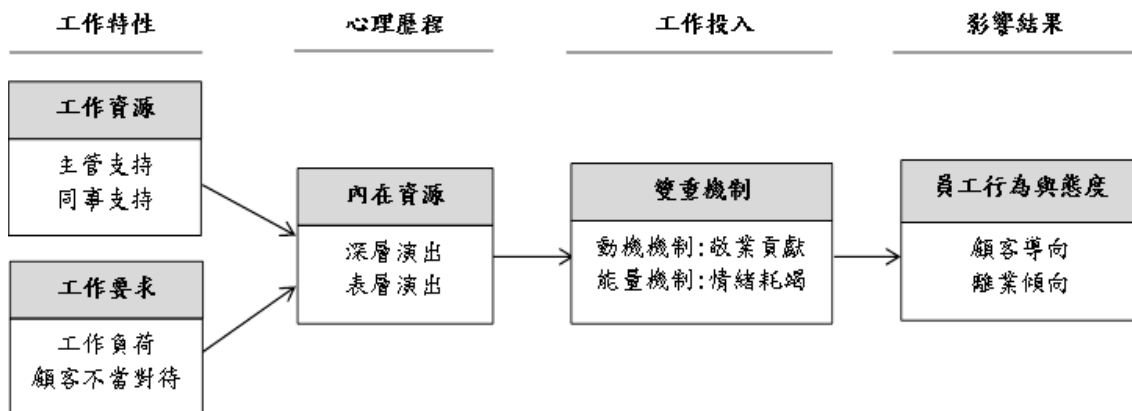 工作特性
心理歷程
工作投入
影響結果
工作資源
主管支持
同事支持
工作要求
工作負荷
顧客不當對待
內在資源
深層演出
表層演出
雙重機制
動機機制:敬業貢獻
能量機制:情緒耗竭
員工行為與態度
顧客導向
離業傾向